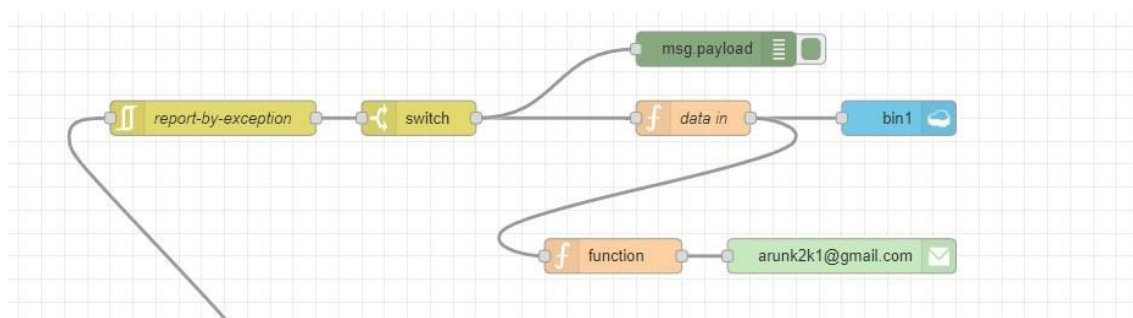 msg.payload
report-by-exception
switch
data in
bin1
function
arunk2k1@gmail.com